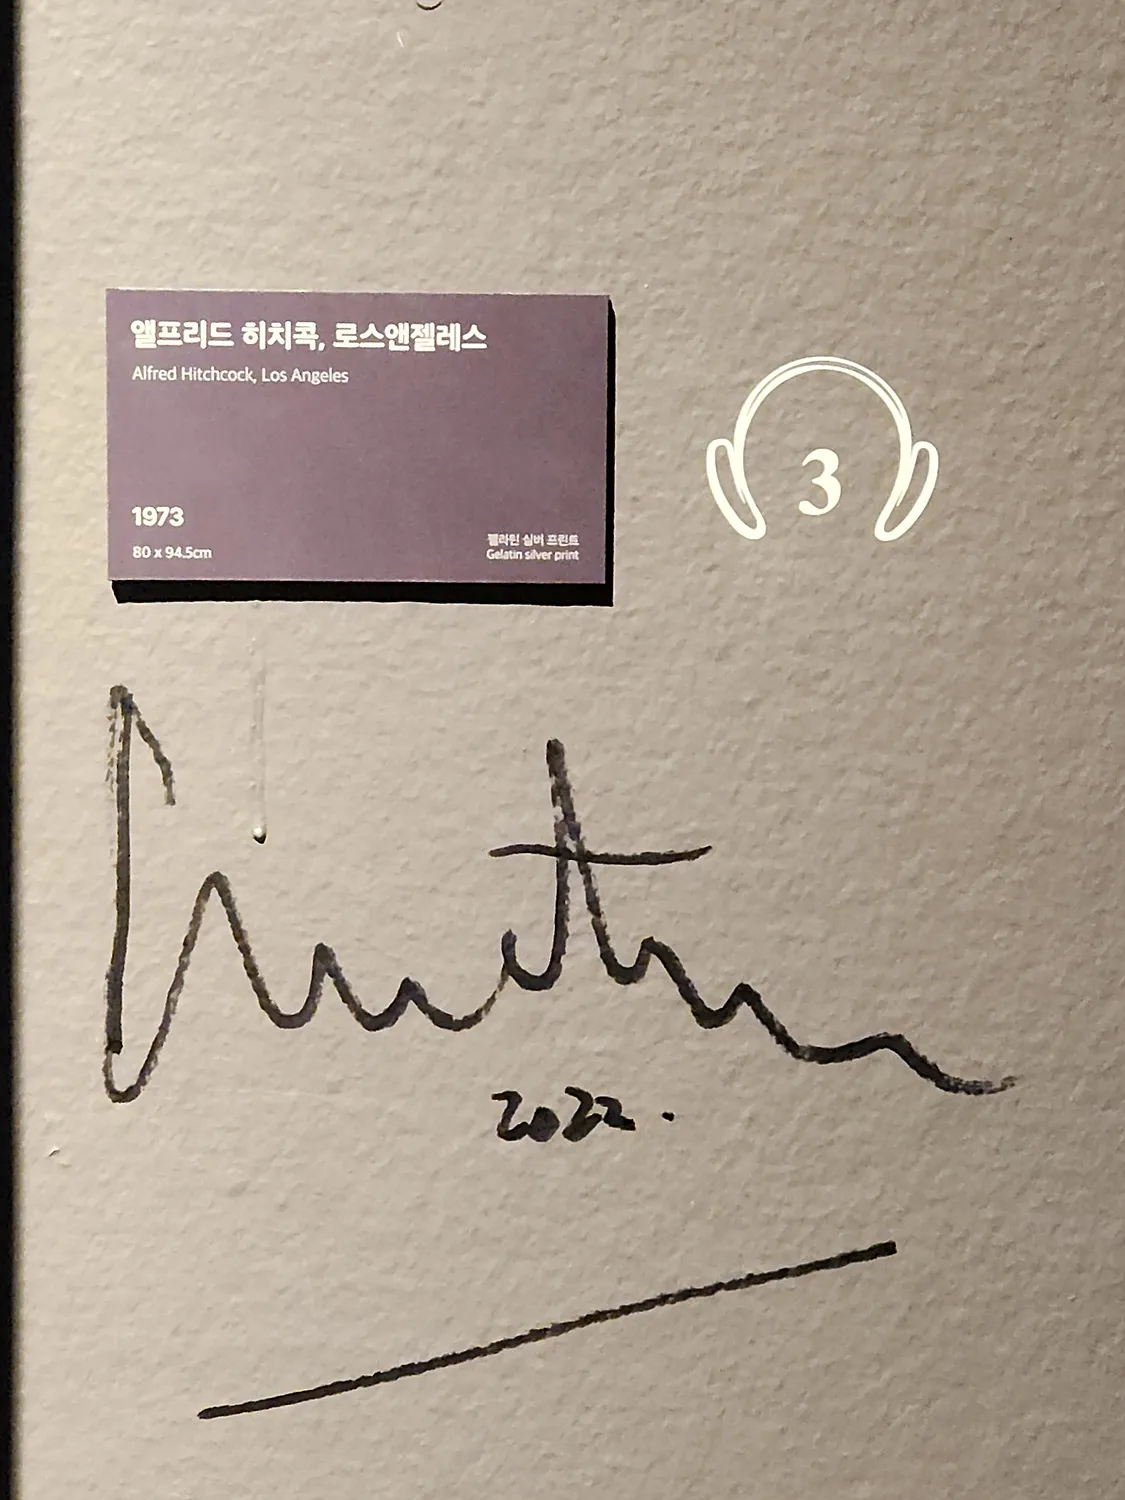 앨프리드 히치콕, 로스앤젤레스
Alfred Hitchcock, Los Angeles
1973
80 x 94.5cm
젤라틴 실버 프린트
Gelatin silver print
3
2022.